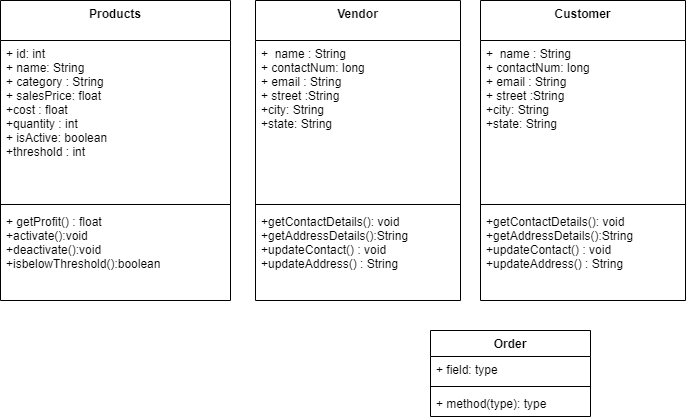 Products
+ id: int
+ name: String
+ category : String
+ salesPrice: float
+cost : float
+quantity : int
+ isActive: boolean
+threshold : int
+ getProfit() : float
+activate():void
+deactivate():void
+isbelowThreshold():boolean
Vendor
+ name : String
+ contactNum: long
+ email : String
+ street :String
+city: String
+state: String
+getContactDetails(): void
+getAddressDetails():String
+updateContact() : void
+updateAddress() : String
Customer
+ name : String
+ contactNum: long
+ email : String
+ street :String
+city: String
+state: String
+getContactDetails(): void
+getAddressDetails():String
+updateContact() : void
+updateAddress() : String
Order
+ field: type
+ method(type): type